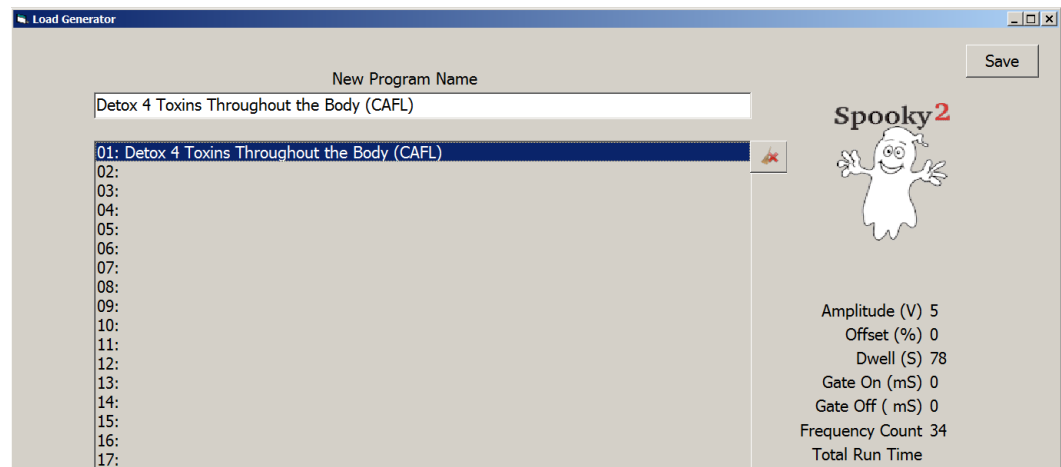 Load Generator
Save
New Program Name
Detox 4 Toxins Throughout the Body (CAFL)
Spooky2
01: Detox 4 Toxins Throughout the Body (CAFL)
02:
03:
04:
05:
06:
07:
08:
09:
10:
11:
12:
13:
14:
15:
16:
17:
Amplitude (V) 5
Offset (%) 0
Dwell (S) 78
Gate On (mS) 0
Gate Off ( mS) 0
Frequency Count 34
Total Run Time